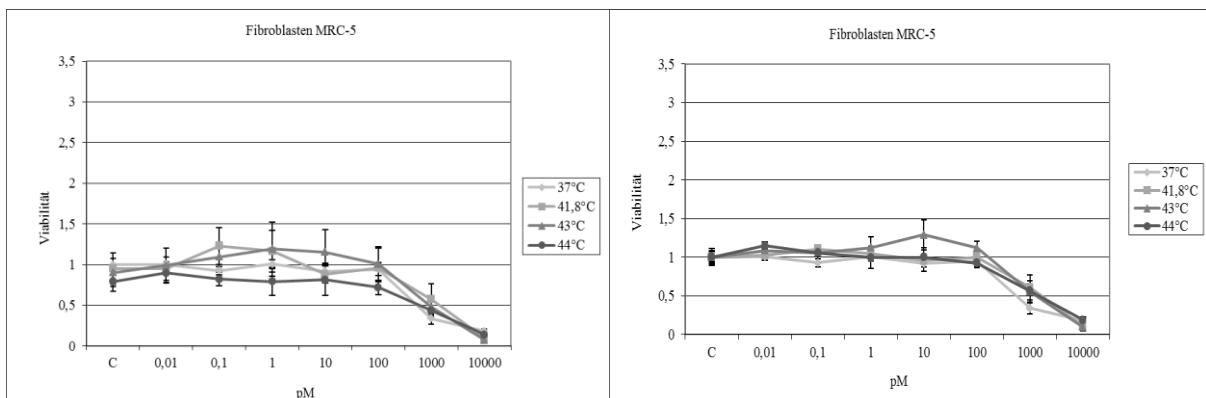 Fibroblasten MRC-5
3,5
3
2,5
2
1,5
1
0,5
0
Viabilität
C 0,01 0,1 1 10 100 1000 10000
pM
37°C
41,8°C
43°C
44°C
Fibroblasten MRC-5
3,5
3
2,5
2
1,5
1
0,5
0
Viabilität
C 0,01 0,1 1 10 100 1000 10000
pM
37°C
41,8°C
43°C
44°C